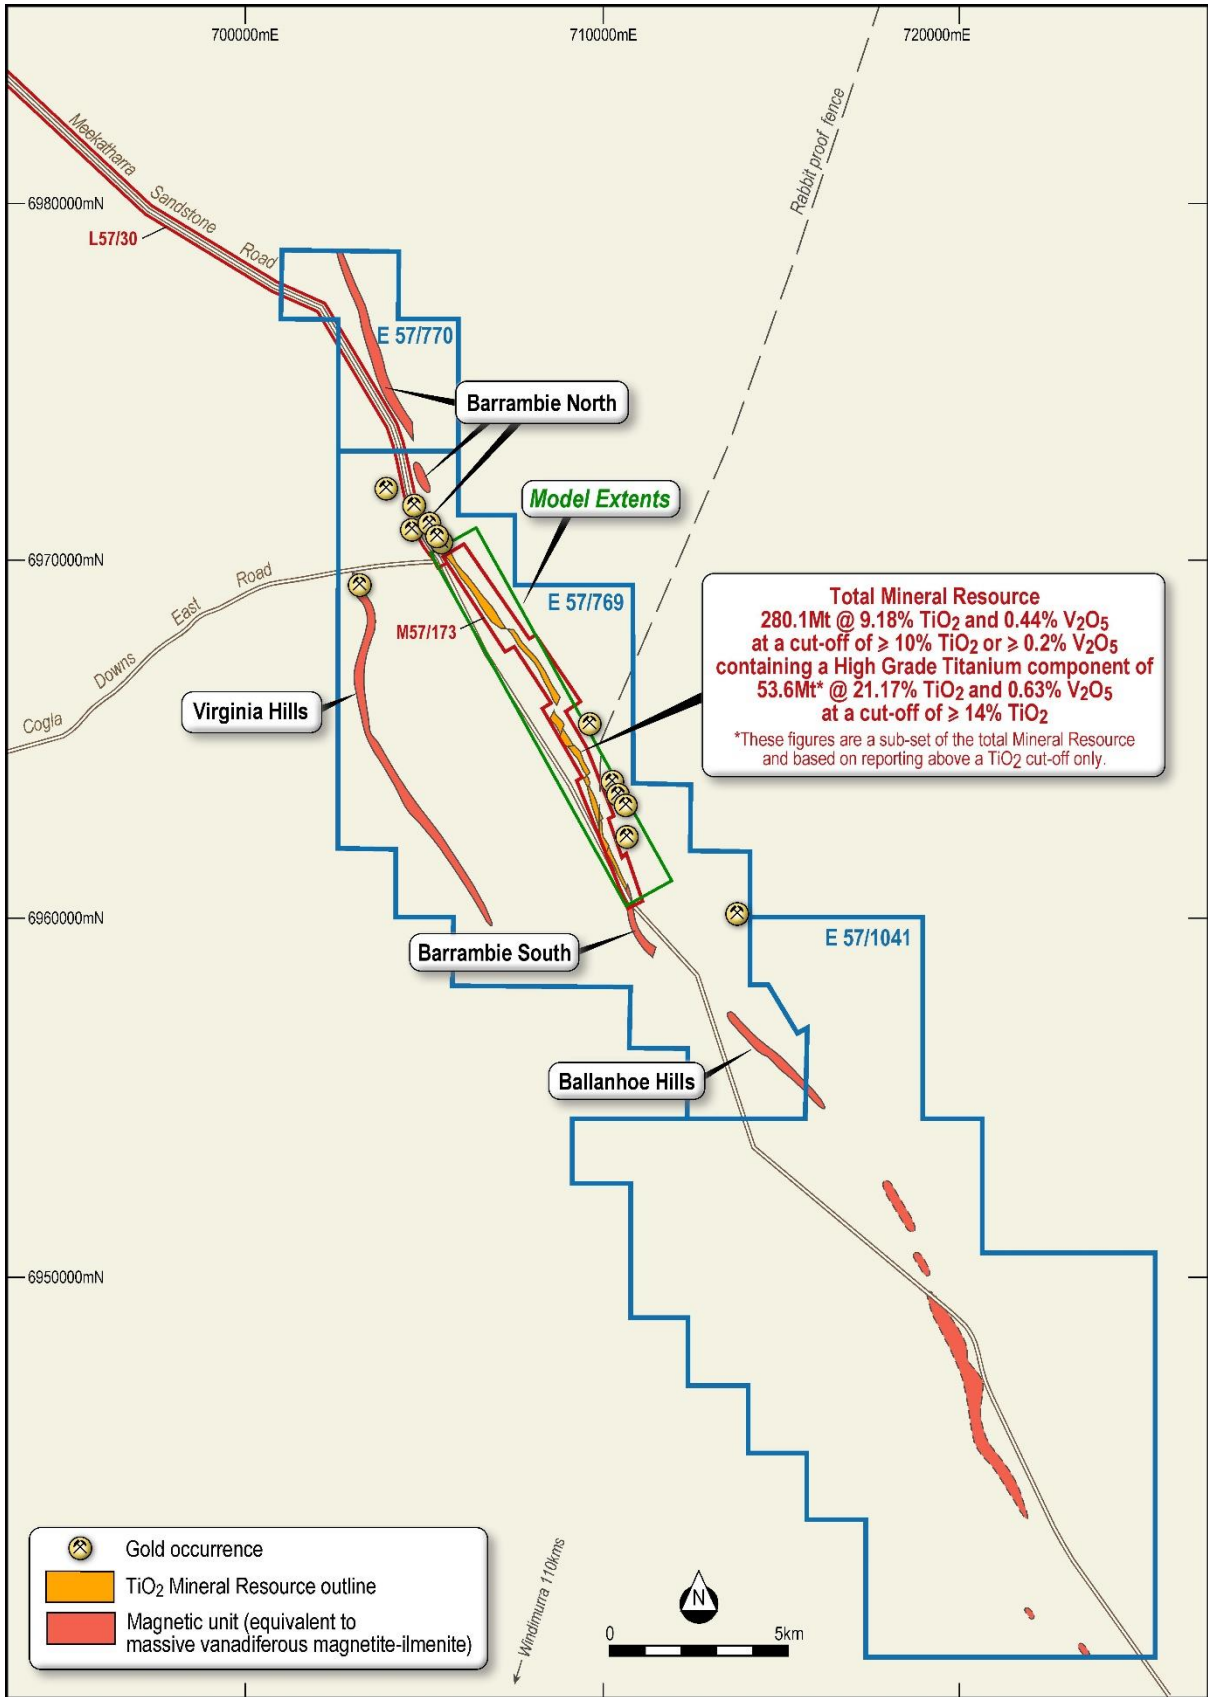 700000mE
710000mE
720000mE
Rabbit proof fence
Meekatharra Sandstone Road
6980000mN
L57/30
E 57/770
Barrambie North
Model Extents
6970000mN
Cogla Downs East Road
E 57/769
M57/173
Total Mineral Resource
280.1Mt @ 9.18% TiO₂ and 0.44% V₂O₅
at a cut-off of ⩾ 10% TiO₂ or ⩾ 0.2% V₂O₅
containing a High Grade Titanium component of
53.6Mt* @ 21.17% TiO₂ and 0.63% V₂O₅
at a cut-off of ⩾ 14% TiO₂
*These figures are a sub-set of the total Mineral Resource
and based on reporting above a TiO₂ cut-off only.
Virginia Hills
6960000mN
E 57/1041
Barrambie South
Ballanhoe Hills
6950000mN
Gold occurrence
TiO₂ Mineral Resource outline
Magnetic unit (equivalent to
massive vanadiferous magnetite-ilmenite)
Windimurra 110kms
N
0 5km